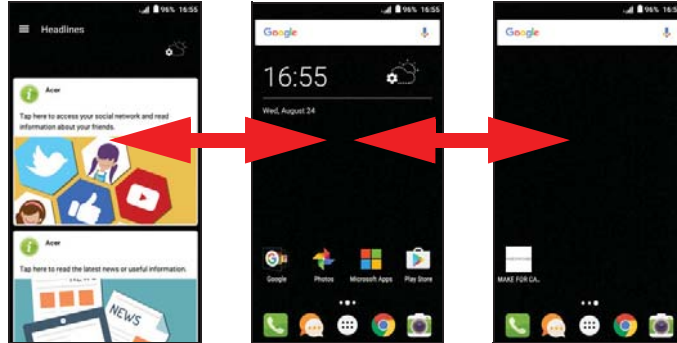 96% 16:55
Headlines
Acer
Tap here to access your social network and read
information about your friends.
Acer
Tap here to read the latest news or useful information.
NEWS
NEWS
96% 16:55
Google
16:55
Wed, August 24
Google Photos Microsoft Apps Play Store
96% 16:55
Google
MAKE FOR CA..